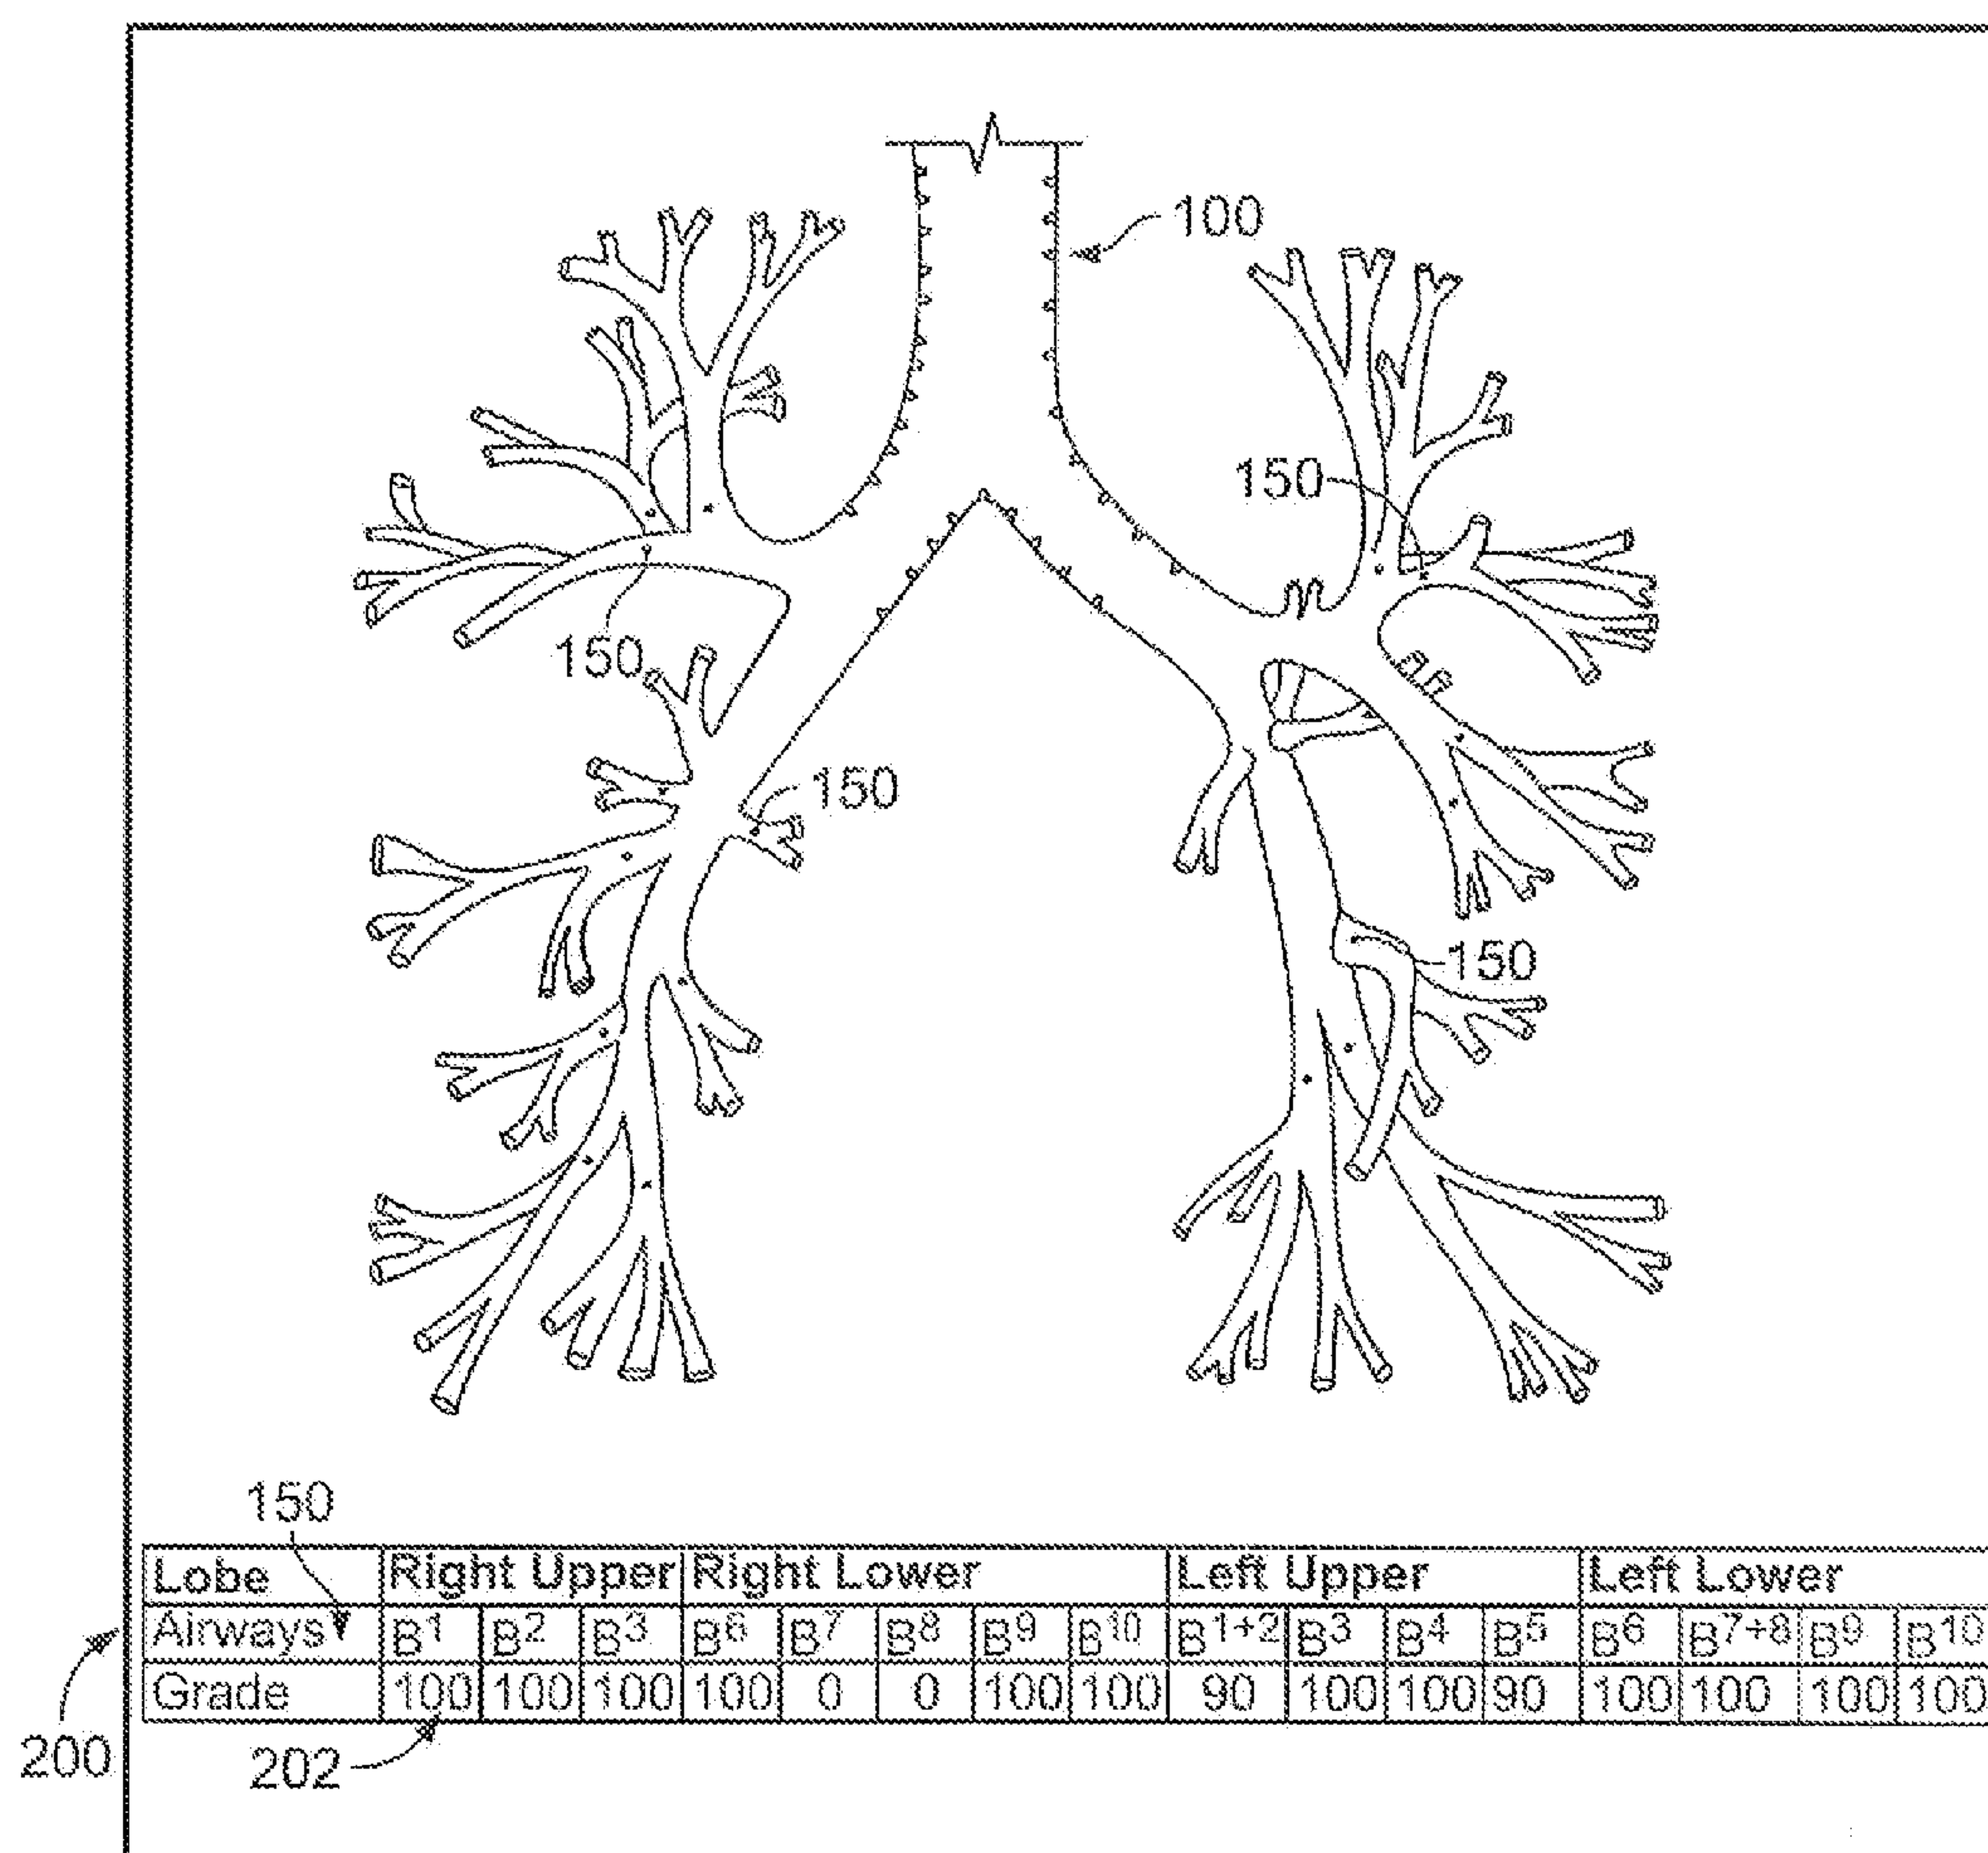 100
150
150
150
150
150
Lobe Right Upper Right Lower Left Upper Left Lower
Airways B1 B2 B3 B6 B7 B8 B9 B10 B1+2 B3 B4 B5 B6 B7+8 B9 B10
Grade 100 100 100 100 0 0 100 100 90 100 100 90 100 100 100 100
200
202